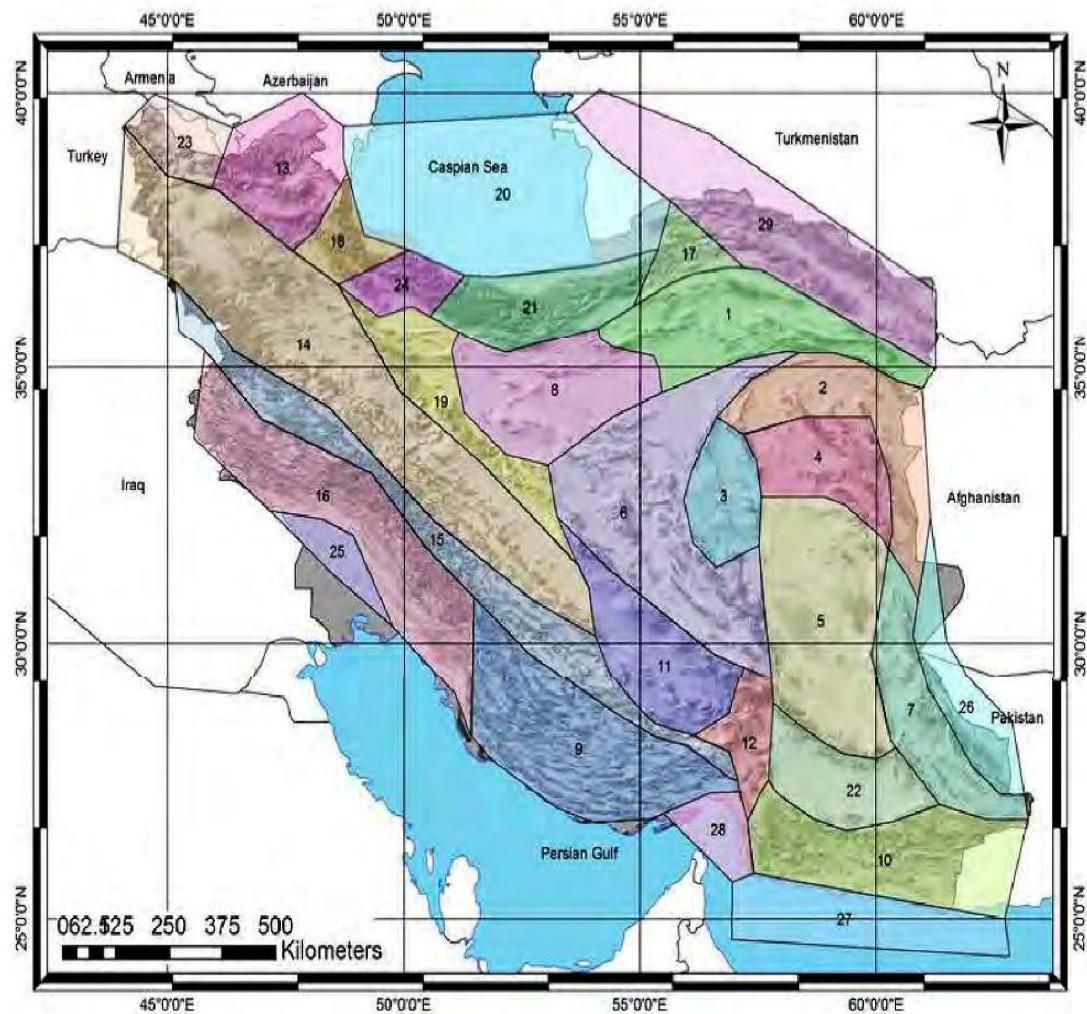 45°0'0"E 50°0'0"E 55°0'0"E 60°0'0"E
40°0'0"N
40°0'0"N
Armenia
Azerbaijan
N
Turkey
23
13
Caspian Sea
20
Turkmenistan
18
29
17
24
21
1
14
35°0'0"N
35°0'0"N
8
2
19
4
Iraq
16
3
6
Afghanistan
15
25
5
30°0'0"N
30°0'0"N
11
7
26
Pakistan
9
12
22
28
Persian Gulf
10
25°0'0"N
25°0'0"N
27
062.5125 250 375 500
Kilometers
45°0'0"E 50°0'0"E 55°0'0"E 60°0'0"E